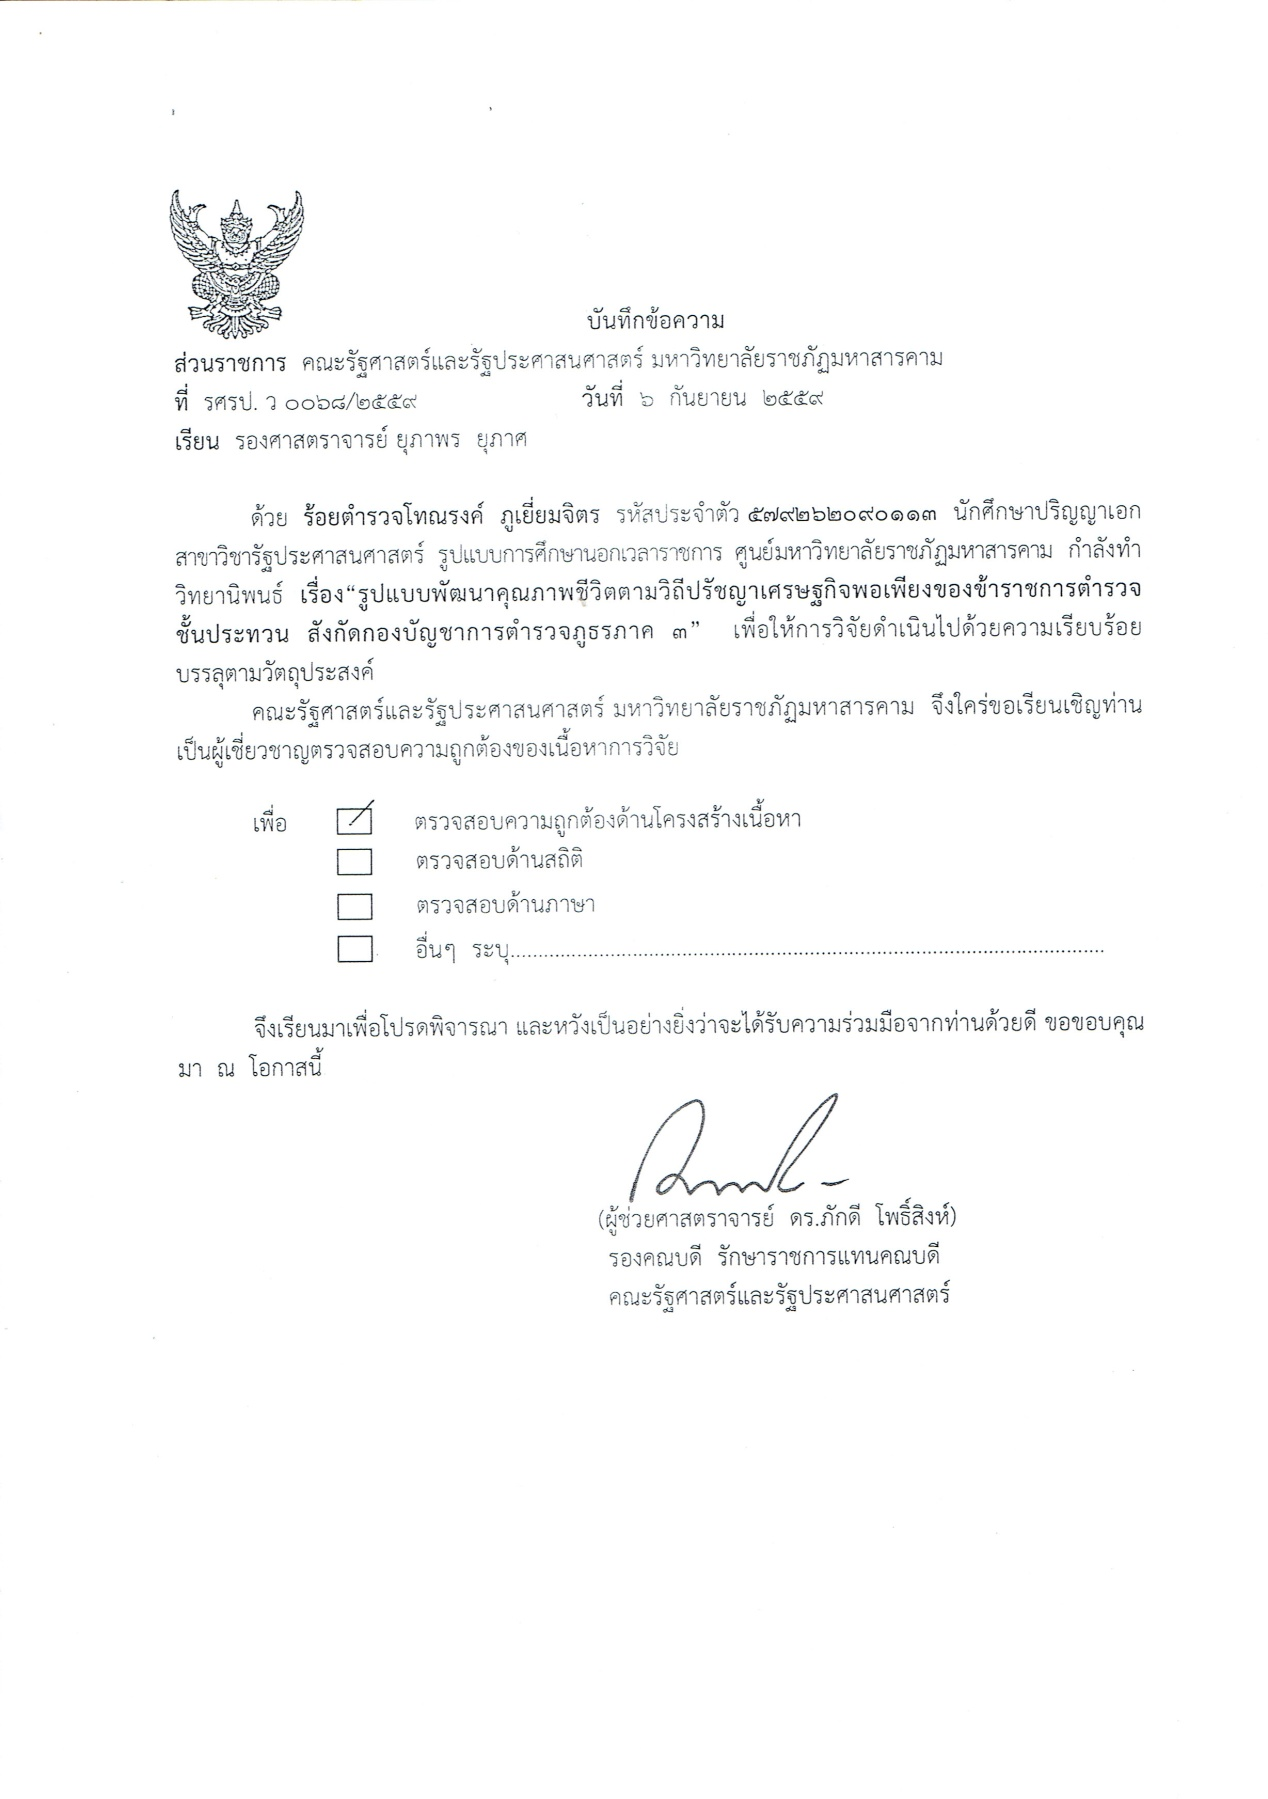 บันทึกข้อความ
ส่วนราชการ คณะรัฐศาสตร์และรัฐประศาสนศาสตร์ มหาวิทยาลัยราชภัฏมหาสารคาม
ที่ รศรป. ว ๐๐๖๘/๒๕๕๙ วันที่ ๖ กันยายน ๒๕๕๙
เรียน รองศาสตราจารย์ ยุภาพร ยุภาศ
ด้วย ร้อยตำรวจโทณรงค์ ภูเยี่ยมจิตร รหัสประจำตัว ๕๗๙๒๖๒๐๙๐๑๑๓ นักศึกษาปริญญาเอก
สาขาวิชารัฐประศาสนศาสตร์ รูปแบบการศึกษานอกเวลาราชการ ศูนย์มหาวิทยาลัยราชภัฏมหาสารคาม กำลังทำ
วิทยานิพนธ์ เรื่อง“รูปแบบพัฒนาคุณภาพชีวิตตามวิถีปรัชญาเศรษฐกิจพอเพียงของข้าราชการตำรวจ
ชั้นประทวน สังกัดกองบัญชาการตำรวจภูธรภาค ๓” เพื่อให้การวิจัยดำเนินไปด้วยความเรียบร้อย
บรรลุตามวัตถุประสงค์
คณะรัฐศาสตร์และรัฐประศาสนศาสตร์ มหาวิทยาลัยราชภัฏมหาสารคาม จึงใคร่ขอเรียนเชิญท่าน
เป็นผู้เชี่ยวชาญตรวจสอบความถูกต้องของเนื้อหาการวิจัย
เพื่อ ตรวจสอบความถูกต้องด้านโครงสร้างเนื้อหา
ตรวจสอบด้านสถิติ
ตรวจสอบด้านภาษา
อื่นๆ ระบุ..........................................................................................................
จึงเรียนมาเพื่อโปรดพิจารณา และหวังเป็นอย่างยิ่งว่าจะได้รับความร่วมมือจากท่านด้วยดี ขอขอบคุณ
มา ณ โอกาสนี้
(ผู้ช่วยศาสตราจารย์ ดร.ภักดี โพธิ์สิงห์)
รองคณบดี รักษาราชการแทนคณบดี
คณะรัฐศาสตร์และรัฐประศาสนศาสตร์